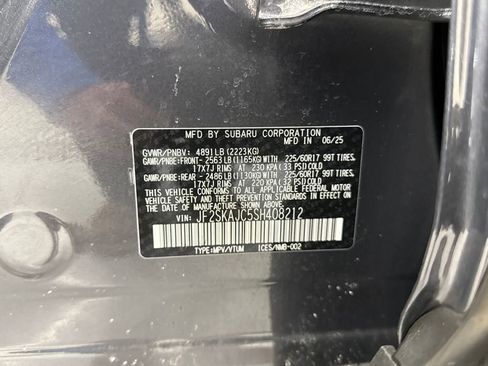 MFD. BY SUBARU CORPORATION
MFD IN 06/25
GVWR/PNBV: 4891LB (2223KG)
GAWR/PNBE:FRONT- 2563LB(1165KG)WITH 225/60R17 99T TIRES,
17X7J RIMS AT 230 KPA (33 PSI)COLD
GAWR/PNBE:REAR - 2486LB(1130KG)WITH 225/60R17 99T TIRES,
17X7J RIMS AT 220 KPA (32 PSI)COLD
THIS VEHICLE CONFORMS TO ALL APPLICABLE FEDERAL MOTOR
VEHICLE SAFETY, BUMPER, AND THEFT PREVENTION STANDARDS
IN EFFECT ON THE DATE OF MANUFACTURE SHOWN ABOVE.
VIN: JF2SKAJC5SH408212
TYPE:MPV/VTUM ICES/NMB-002